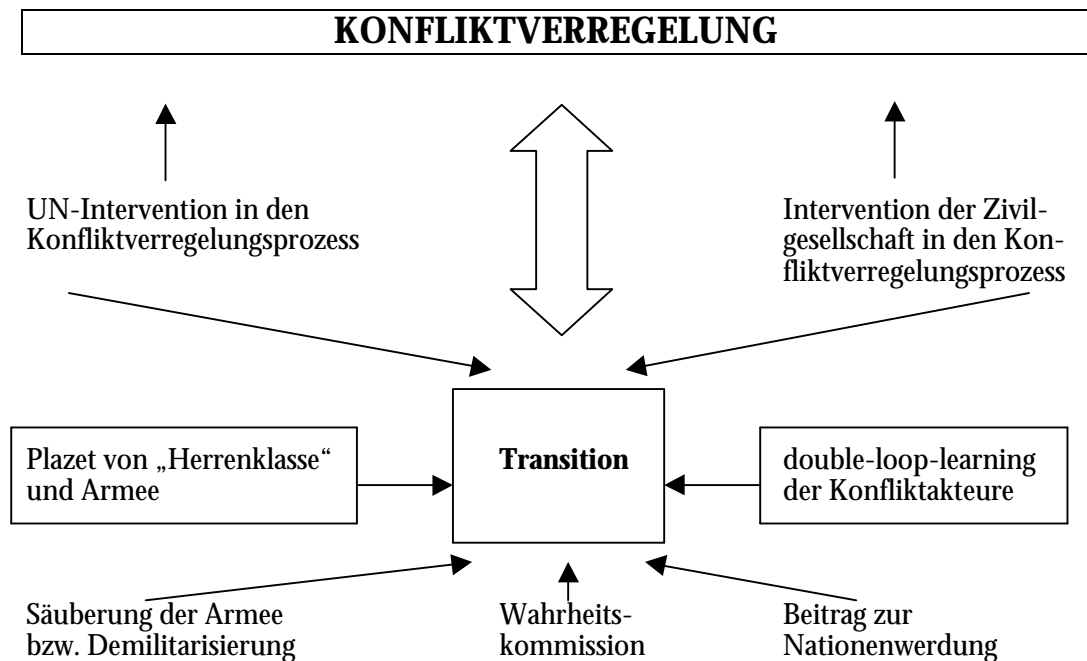 KONFLIKTVERREGELUNG
UN-Intervention in den
Konfliktverregelungsprozess
Intervention der Zivil-
gesellschaft in den Kon-
fliktverregelungsprozess
Plazet von „Herrenklasse“
und Armee
Transition
double-loop-learning
der Konfliktakteure
Säuberung der Armee
bzw. Demilitarisierung
Wahrheits-
kommission
Beitrag zur
Nationenwerdung